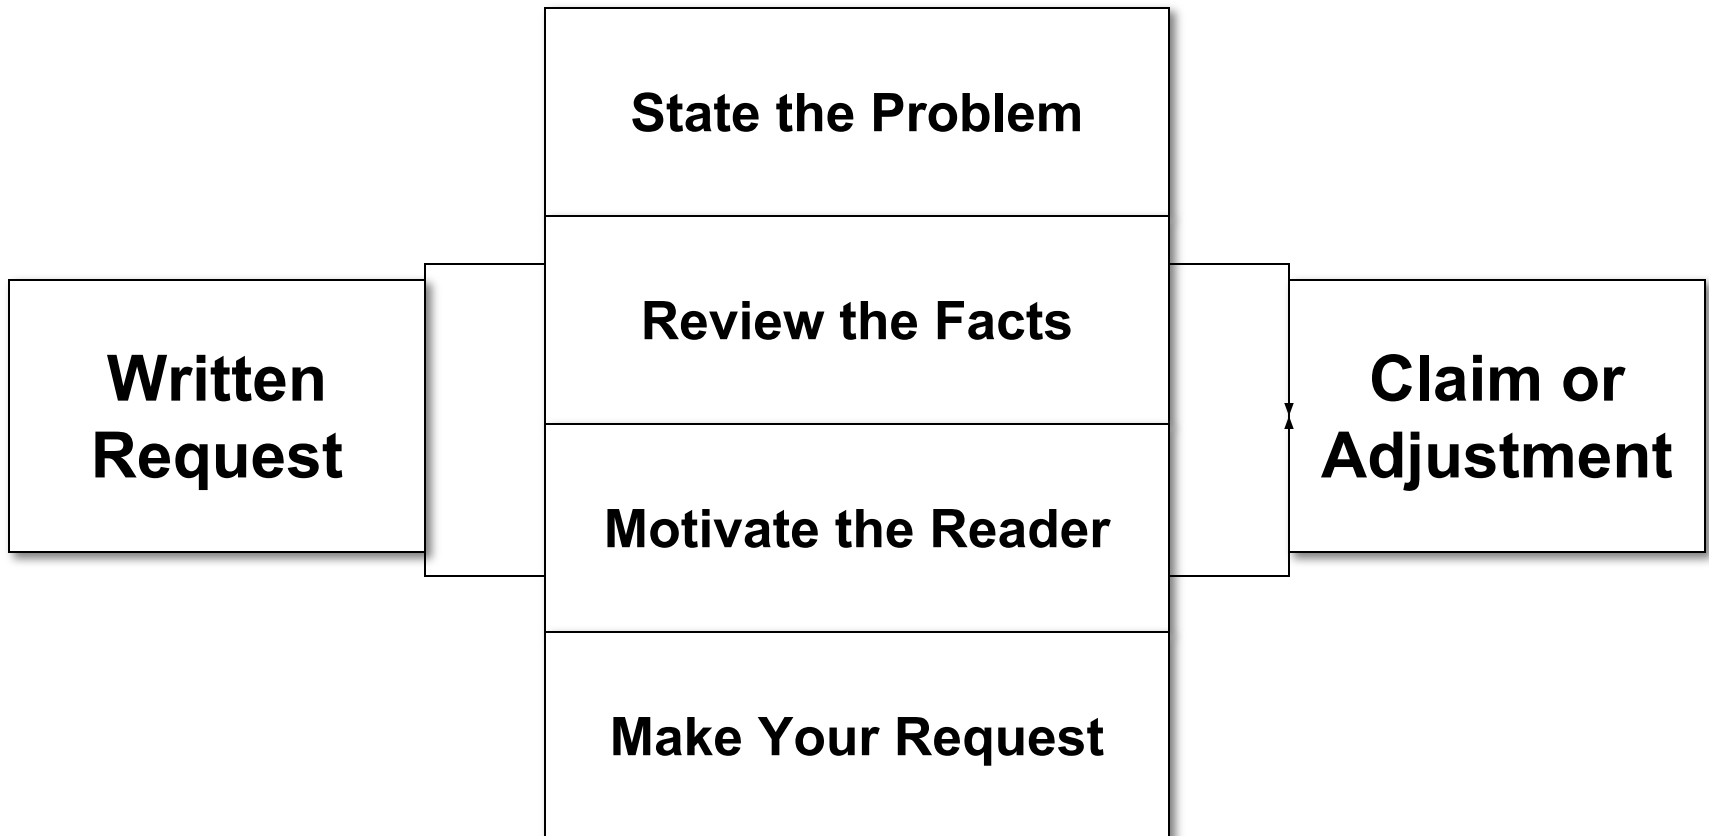 Written
Request
State the Problem
Review the Facts
Motivate the Reader
Make Your Request
Claim or
Adjustment